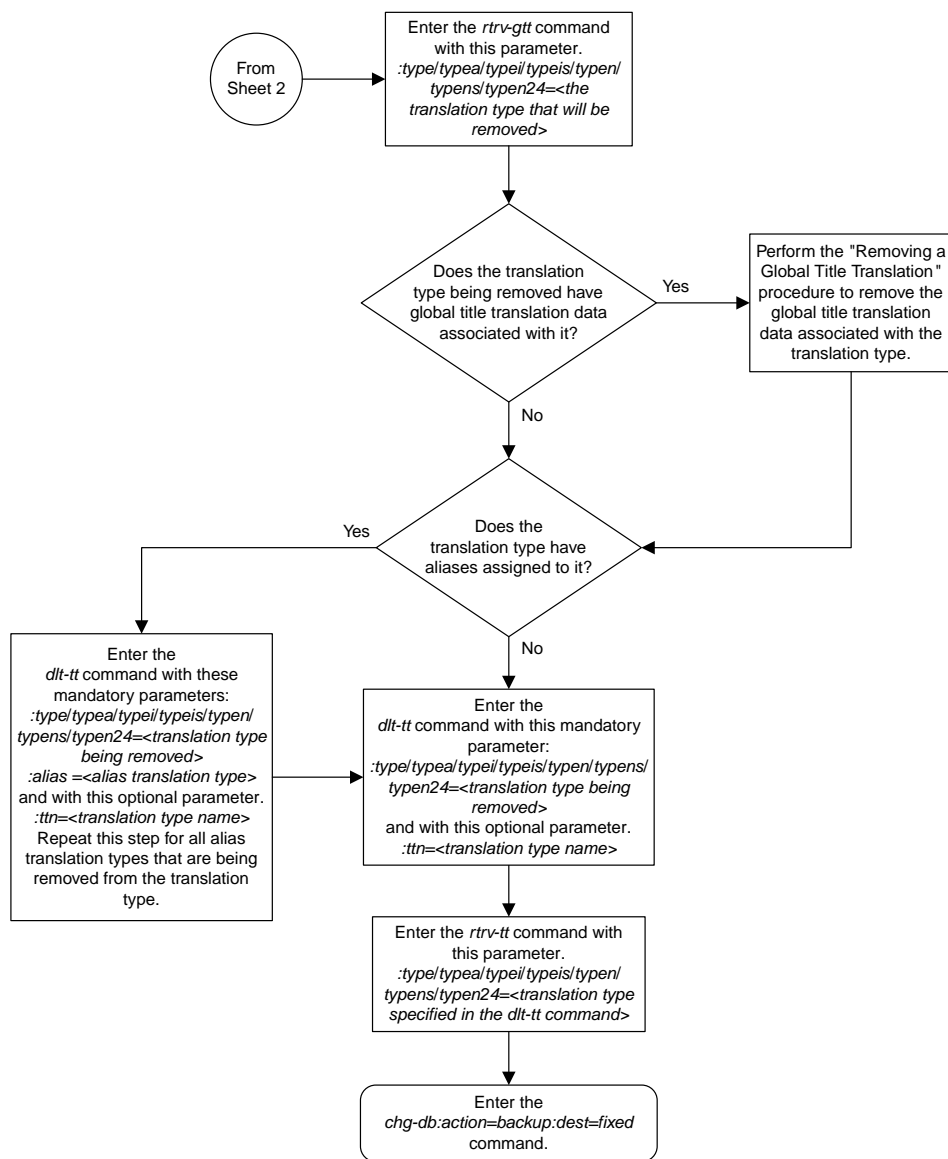 From
Sheet 2
Enter the rtrv-gtt command
with this parameter.
:type/typea/typei/typeis/typen/
typens/typen24=<the
translation type that will be
removed>
Does the translation
type being removed have
global title translation data
associated with it?
Yes
Perform the "Removing a
Global Title Translation"
procedure to remove the
global title translation
data associated with the
translation type.
No
Does the
translation type have
aliases assigned to it?
Yes
Enter the
dlt-tt command with these
mandatory parameters:
:type/typea/typei/typeis/typen/
typens/typen24=<translation type
being removed>
:alias =<alias translation type>
and with this optional parameter.
:ttn=<translation type name>
Repeat this step for all alias
translation types that are being
removed from the translation
type.
No
Enter the
dlt-tt command with this mandatory
parameter:
:type/typea/typei/typeis/typen/typens/
typen24=<translation type being
removed>
and with this optional parameter.
:ttn=<translation type name>
Enter the rtrv-tt command with
this parameter.
:type/typea/typei/typeis/typen/
typens/typen24=<translation type
specified in the dlt-tt command>
Enter the
chg-db:action=backup:dest=fixed
command.